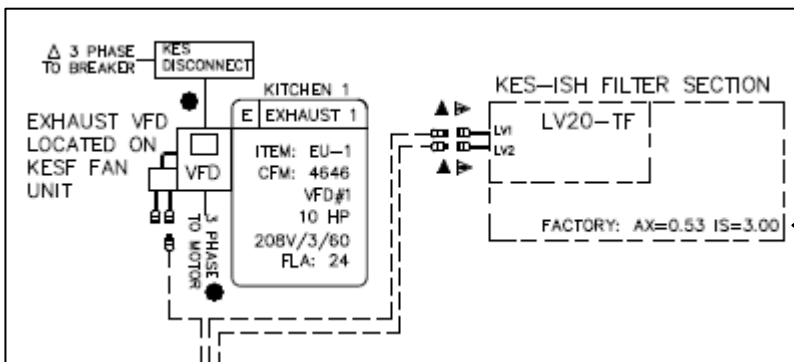 3 PHASE
TO BREAKER
KES
DISCONNECT
EXHAUST VFD
LOCATED ON
KESF FAN
UNIT
VFD
3 PHASE
TO MOTOR
KITCHEN 1
E EXHAUST 1
ITEM: EU-1
CFM: 4646
VFD#1
10 HP
208V/3/60
FLA: 24
KES-ISH FILTER SECTION
LV20-TF
LV1
LV2
FACTORY: AX=0.53 IS=3.00